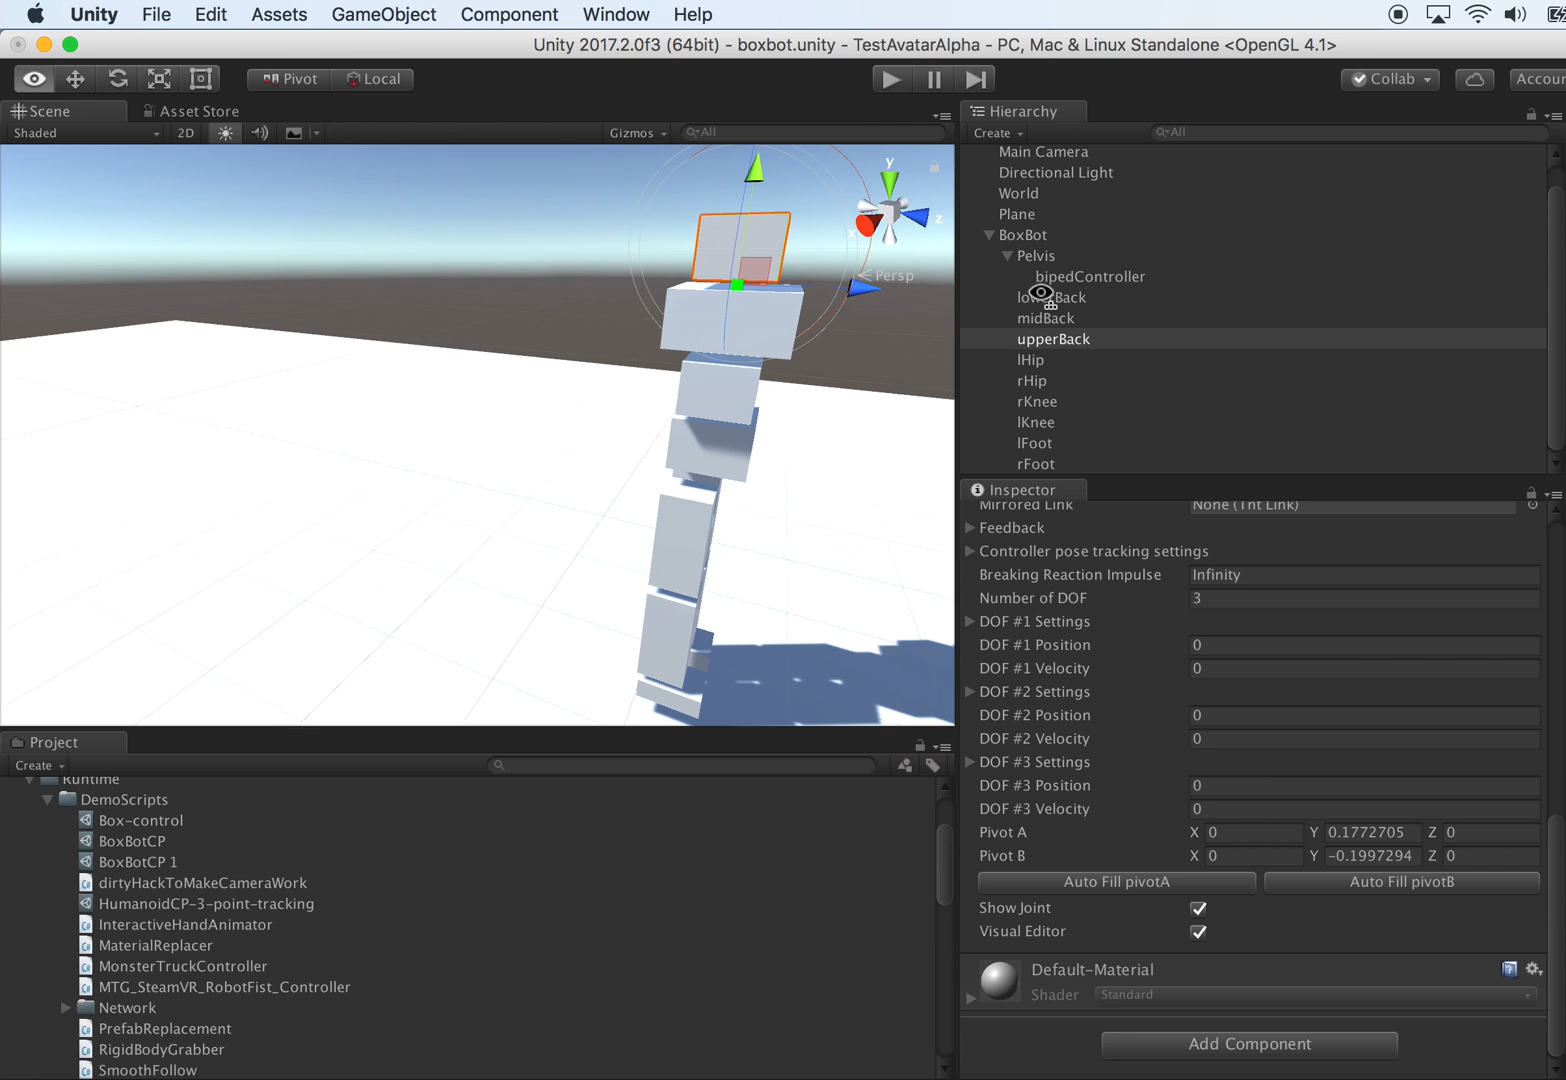 Unity File Edit Assets GameObject Component Window Help
Unity 2017.2.0f3 (64bit) - boxbot.unity - TestAvatarAlpha - PC, Mac & Linux Standalone <OpenGL 4.1>
Pivot Local Collab Accour
Scene Asset Store
Shaded 2D Gizmos All
y
x
z
Persp
Hierarchy
Create All
Main Camera
Directional Light
World
Plane
BoxBot
Pelvis
bipedController
midBack
upperBack
lHip
rHip
rKnee
lKnee
lFoot
rFoot
Inspector
Mirrored Link None (Tnt Link)
Feedback
Controller pose tracking settings
Breaking Reaction Impulse Infinity
Number of DOF 3
DOF #1 Settings
DOF #1 Position 0
DOF #1 Velocity 0
DOF #2 Settings
DOF #2 Position 0
DOF #2 Velocity 0
DOF #3 Settings
DOF #3 Position 0
DOF #3 Velocity 0
Pivot A X 0 Y 0.1772705 Z 0
Pivot B X 0 Y -0.1997294 Z 0
Auto Fill pivotA Auto Fill pivotB
Show Joint
Visual Editor
Default-Material
Shader Standard
Add Component
Project
Create
Runtime
DemoScripts
Box-control
BoxBotCP
BoxBotCP 1
dirtyHackToMakeCameraWork
HumanoidCP-3-point-tracking
InteractiveHandAnimator
MaterialReplacer
MonsterTruckController
MTG_SteamVR_RobotFist_Controller
Network
PrefabReplacement
RigidBodyGrabber
SmoothFollow